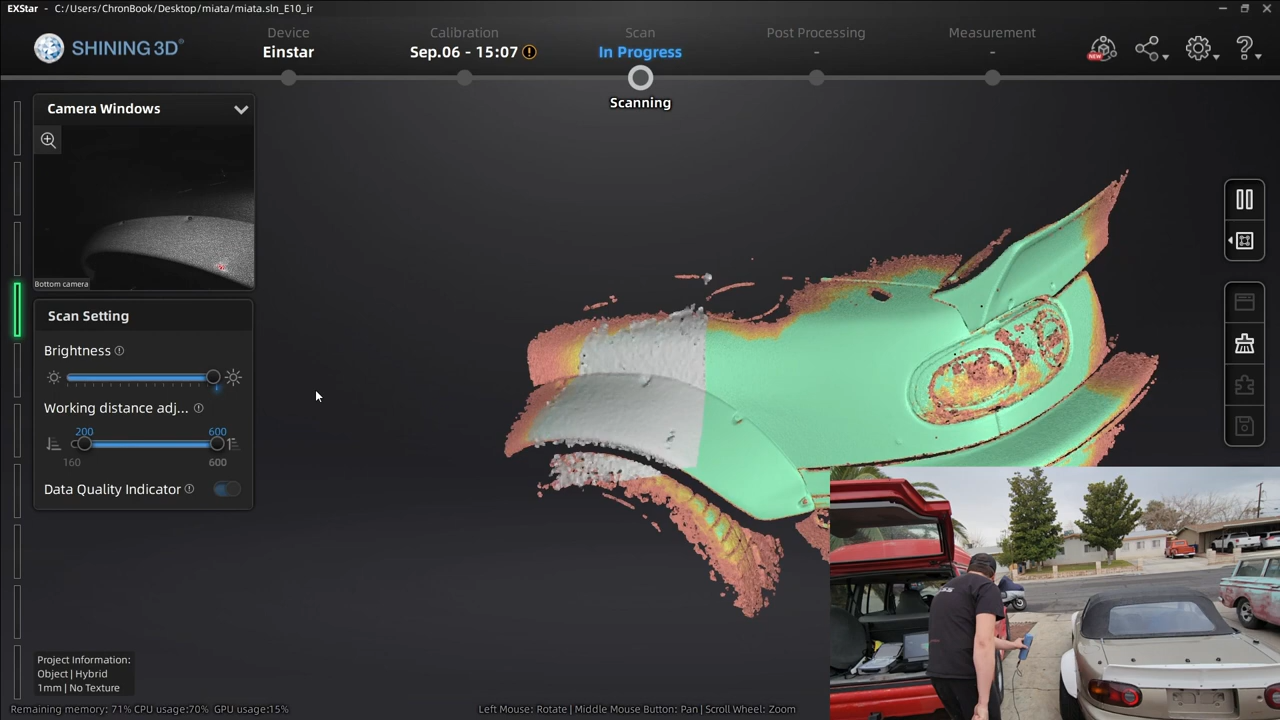 EXStar - C:/Users/ChronBook/Desktop/miata/miata.sln_E10_ir
SHINING 3D®
Device
Einstar
Calibration
Sep.06 - 15:07
Scan
In Progress
Post Processing
-
Measurement
-
NEW
Scanning
Camera Windows
Bottom camera
Scan Setting
Brightness
Working distance adj...
200
600
160
600
Data Quality Indicator
Project Information:
Object | Hybrid
1mm | No Texture
Remaining memory: 71% CPU usage:70% GPU usage:15%
Left Mouse: Rotate | Middle Mouse Button: Pan | Scroll Wheel: Zoom